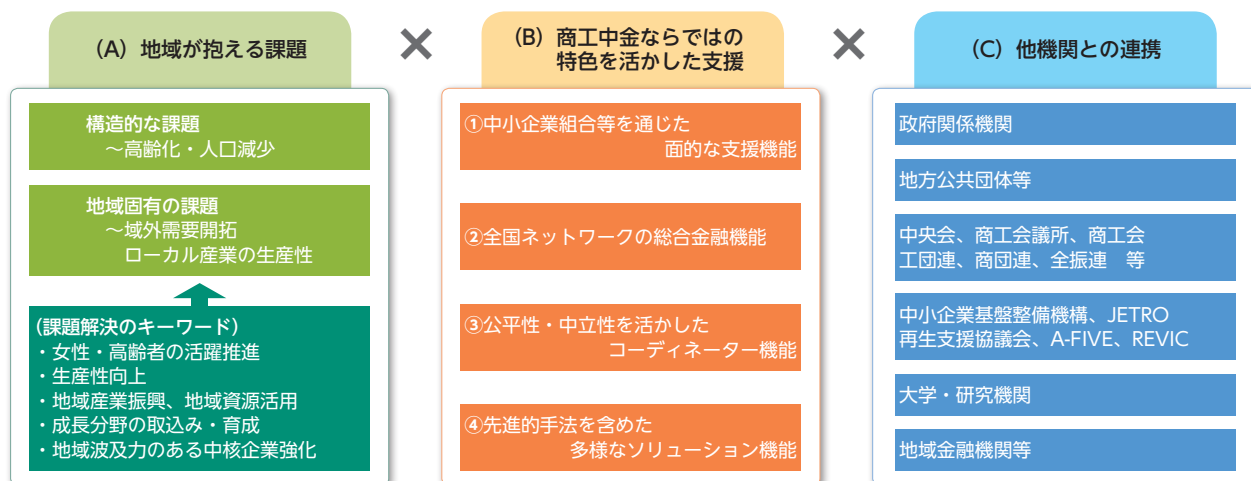 （A）地域が抱える課題
構造的な課題
～高齢化・人口減少
地域固有の課題
～域外需要開拓
ローカル産業の生産性
（課題解決のキーワード）
・女性・高齢者の活躍推進
・生産性向上
・地域産業振興、地域資源活用
・成長分野の取込み・育成
・地域波及力のある中核企業強化
×
（B）商工中金ならではの
特色を活かした支援
①中小企業組合等を通じた
面的な支援機能
②全国ネットワークの総合金融機能
③公平性・中立性を活かした
コーディネーター機能
④先進的手法を含めた
多様なソリューション機能
×
（C）他機関との連携
政府関係機関
地方公共団体等
中央会、商工会議所、商工会
工団連、商団連、全振連　等
中小企業基盤整備機構、JETRO
再生支援協議会、A-FIVE、REVIC
大学・研究機関
地域金融機関等